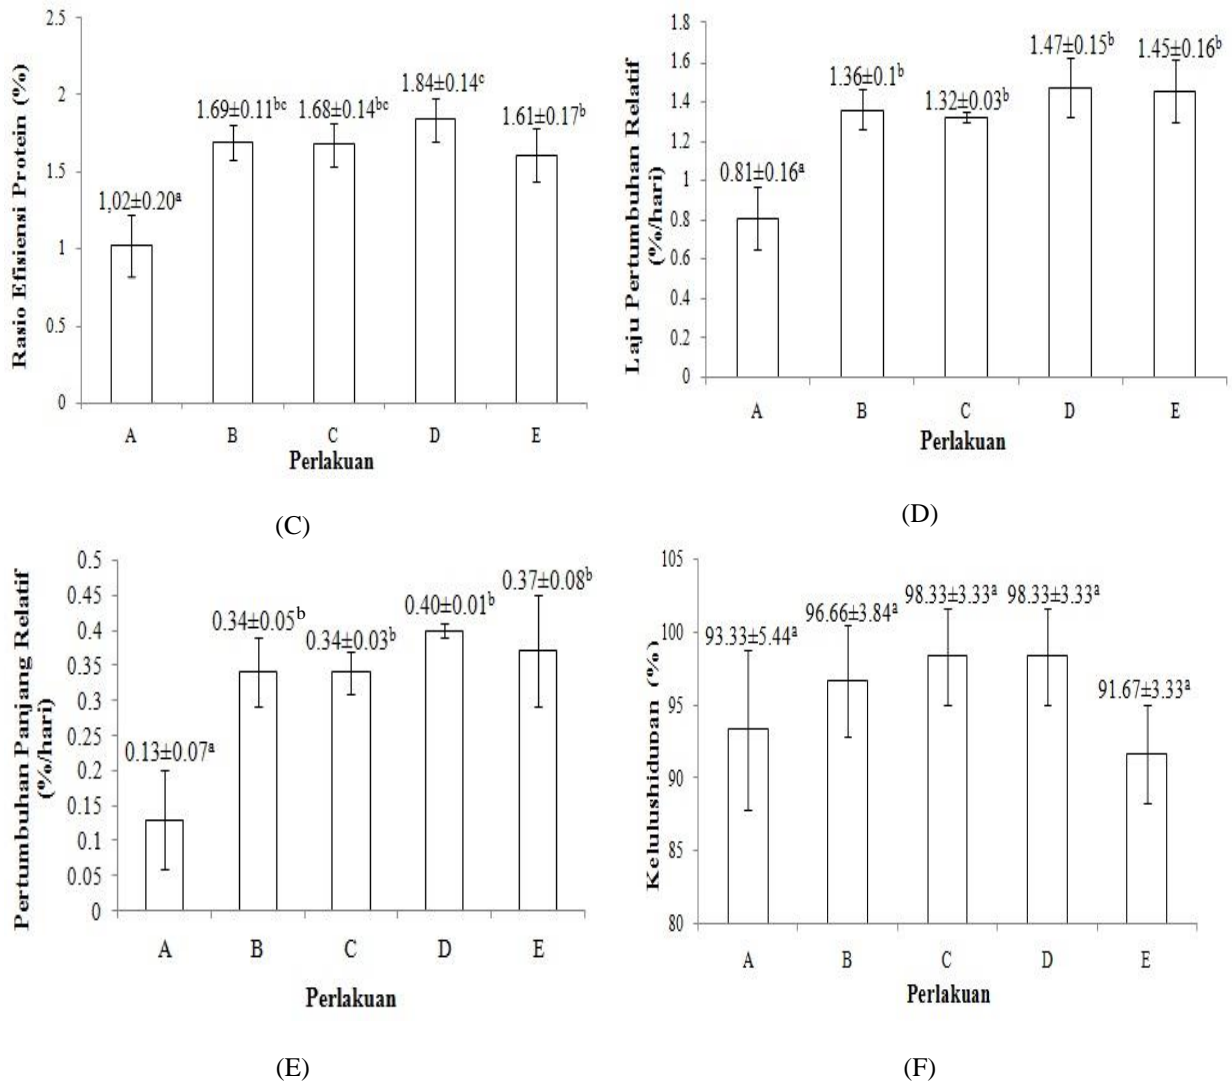 Rasio Efisiensi Protein (%)
2.5
2
1.5
1
0.5
0
1,02±0.20ᵃ
1.69±0.11ᵇᶜ
1.68±0.14ᵇᶜ
1.84±0.14ᶜ
1.61±0.17ᵇ
A B C D E
Perlakuan
(C)
Laju Pertumbuhan Relatif
(%/hari)
1.8
1.6
1.4
1.2
1
0.8
0.6
0.4
0.2
0
0.81±0.16ᵃ
1.36±0.1ᵇ
1.32±0.03ᵇ
1.47±0.15ᵇ
1.45±0.16ᵇ
A B C D E
Perlakuan
(D)
Pertumbuhan Panjang Relatif
(%/hari)
0.5
0.45
0.4
0.35
0.3
0.25
0.2
0.15
0.1
0.05
0
0.13±0.07ᵃ
0.34±0.05ᵇ
0.34±0.03ᵇ
0.40±0.01ᵇ
0.37±0.08ᵇ
A B C D E
Perlakuan
(E)
Kelulushidupan (%)
105
100
95
90
85
80
93.33±5.44ᵃ
96.66±3.84ᵃ
98.33±3.33ᵃ
98.33±3.33ᵃ
91.67±3.33ᵃ
A B C D E
Perlakuan
(F)